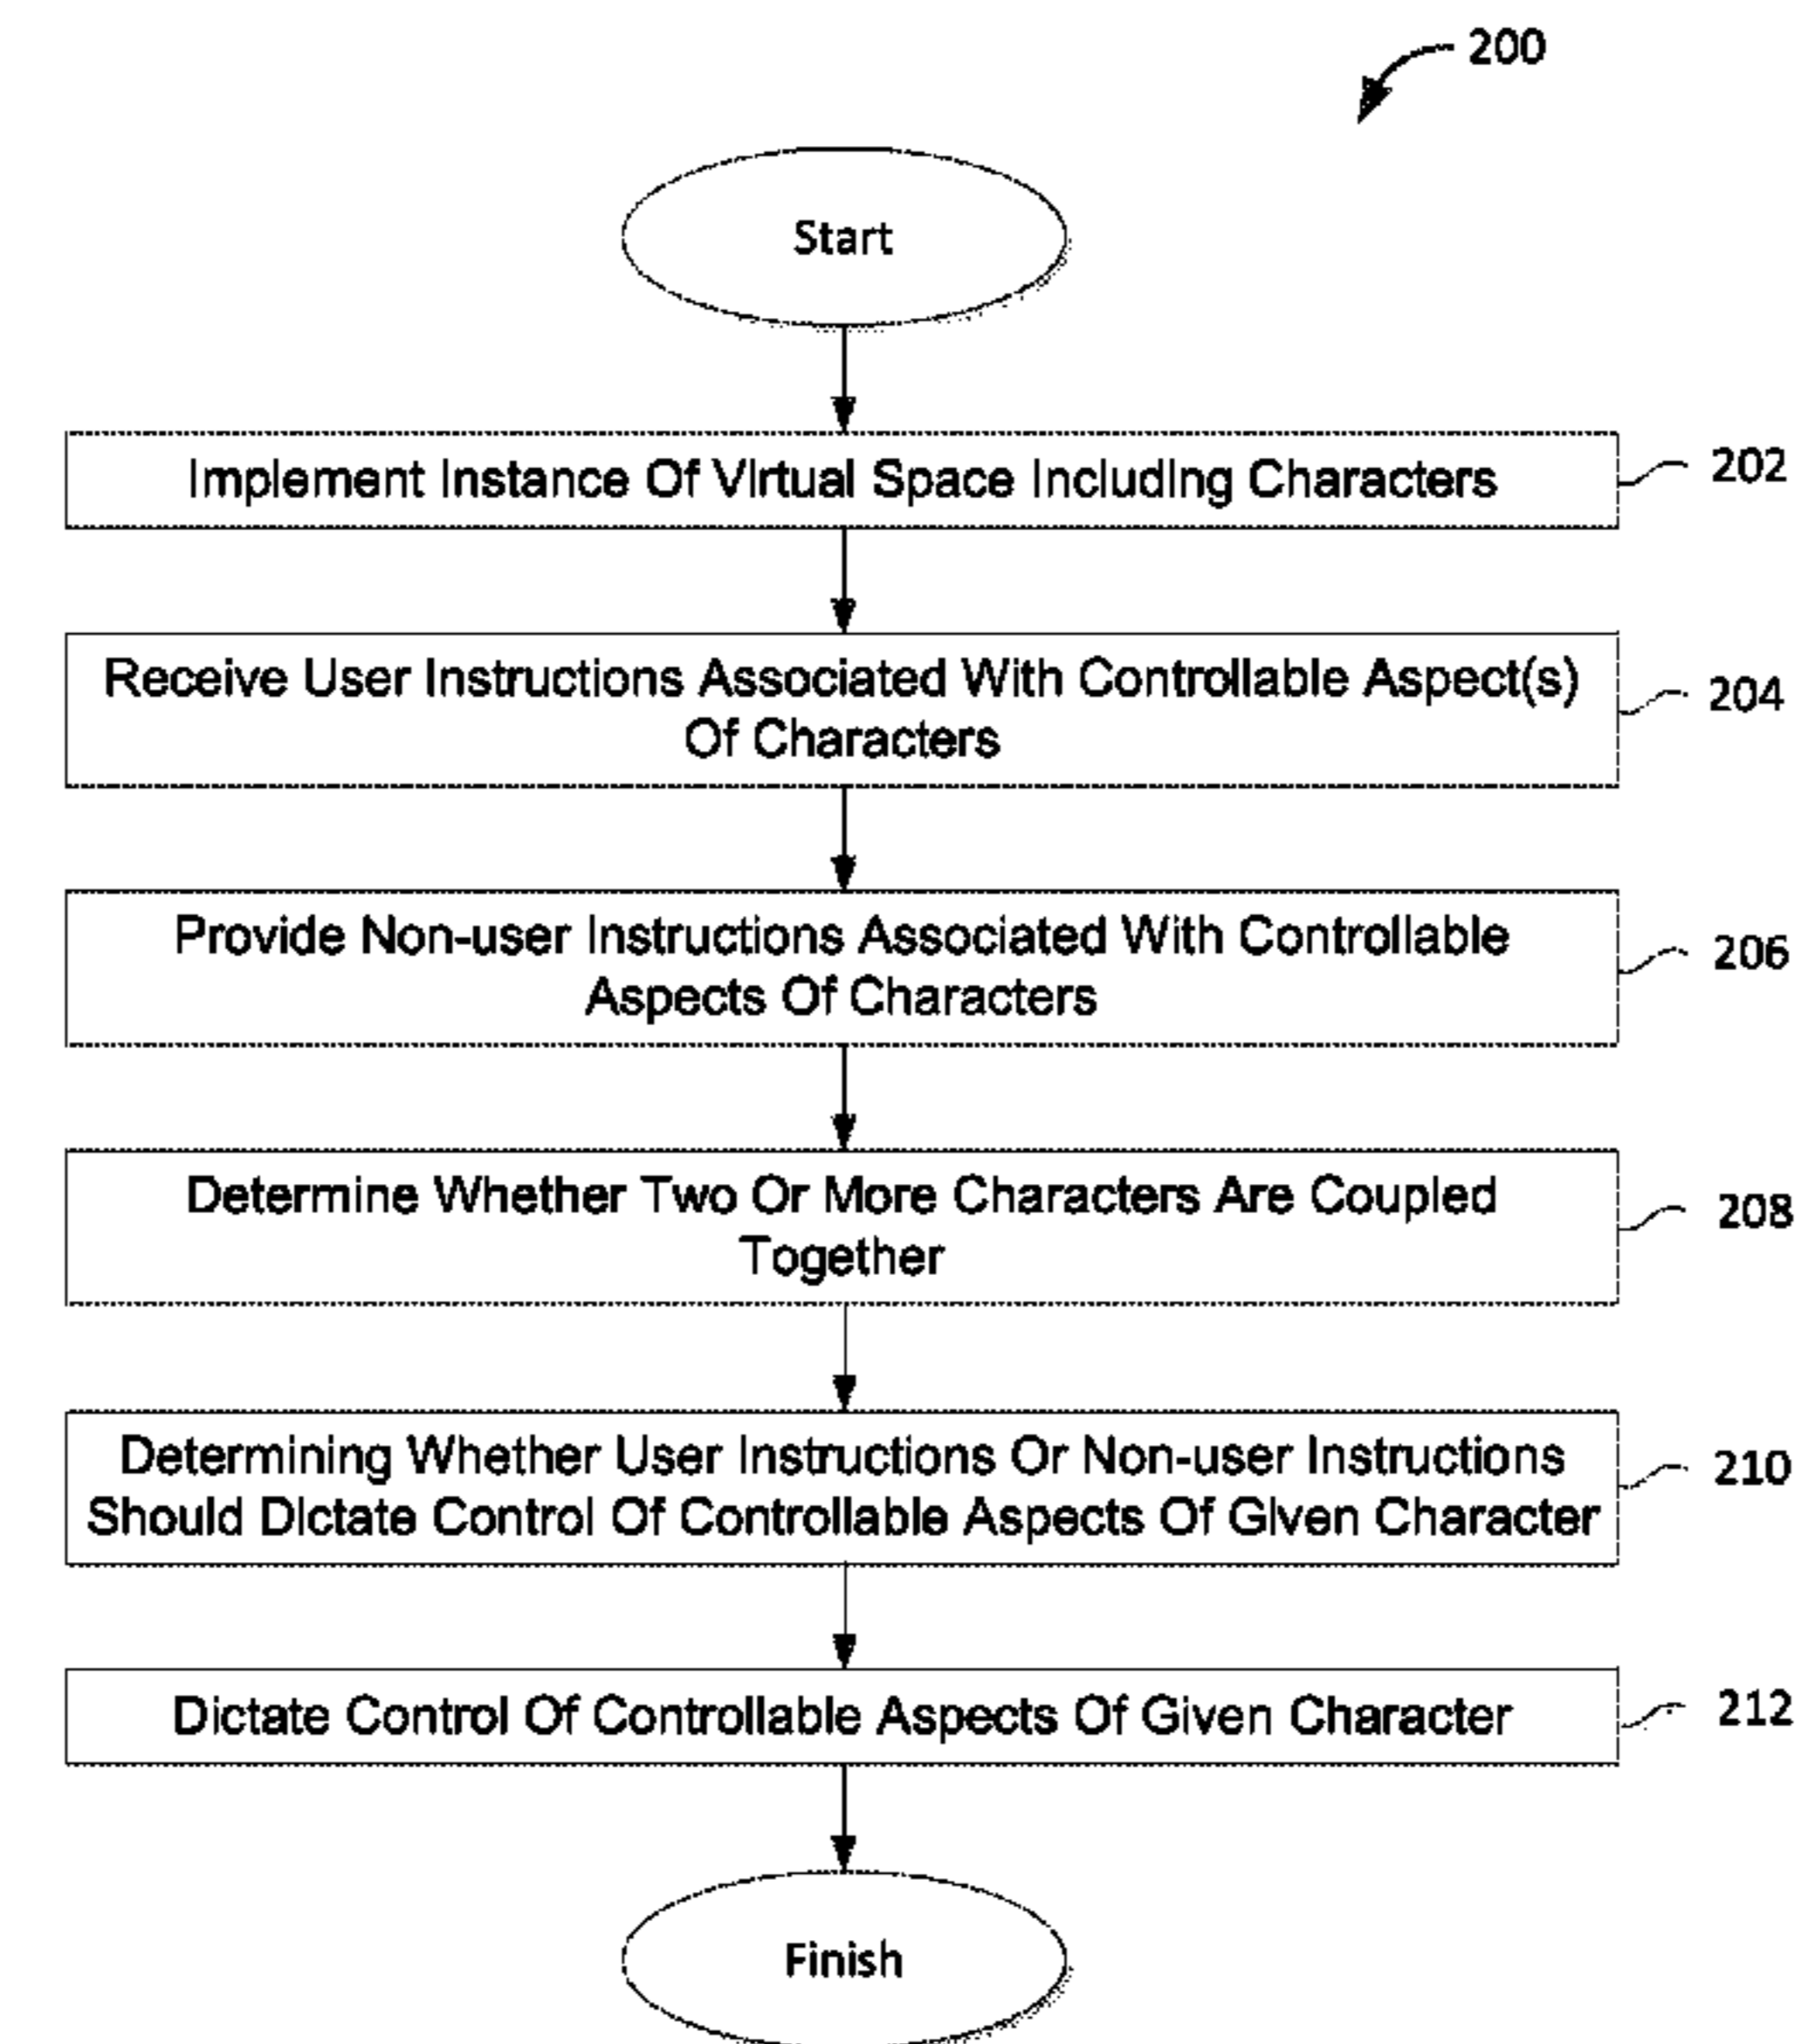 200
Start
Implement Instance Of Virtual Space Including Characters
202
Receive User Instructions Associated With Controllable Aspect(s)
Of Characters
204
Provide Non-user Instructions Associated With Controllable
Aspects Of Characters
206
Determine Whether Two Or More Characters Are Coupled
Together
208
Determining Whether User Instructions Or Non-user Instructions
Should Dictate Control Of Controllable Aspects Of Given Character
210
Dictate Control Of Controllable Aspects Of Given Character
212
Finish